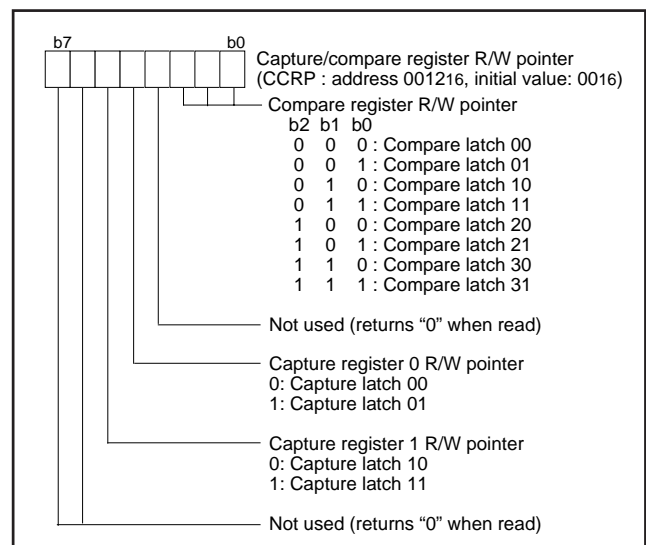 b7 b0
Capture/compare register R/W pointer
(CCRP : address 001216, initial value: 0016)
Compare register R/W pointer
b2 b1 b0
0 0 0 : Compare latch 00
0 0 1 : Compare latch 01
0 1 0 : Compare latch 10
0 1 1 : Compare latch 11
1 0 0 : Compare latch 20
1 0 1 : Compare latch 21
1 1 0 : Compare latch 30
1 1 1 : Compare latch 31
Not used (returns “0” when read)
Capture register 0 R/W pointer
0: Capture latch 00
1: Capture latch 01
Capture register 1 R/W pointer
0: Capture latch 10
1: Capture latch 11
Not used (returns “0” when read)